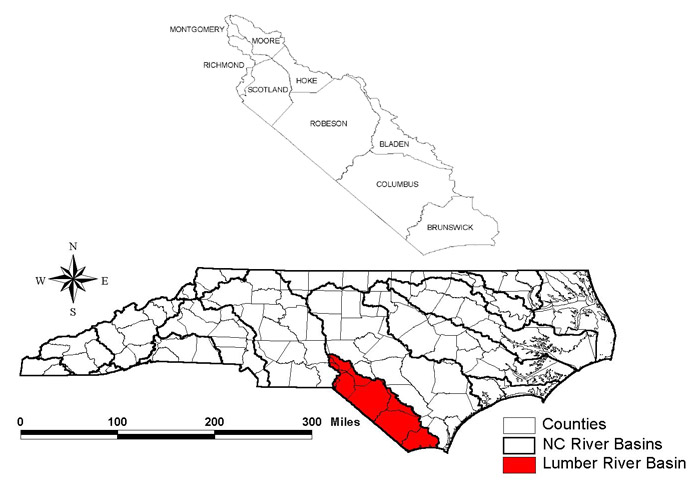 MONTGOMERY
MOORE
RICHMOND
HOKE
SCOTLAND
ROBESON
BLADEN
COLUMBUS
BRUNSWICK
N
W E
S
0 100 200 300 Miles
Counties
NC River Basins
Lumber River Basin